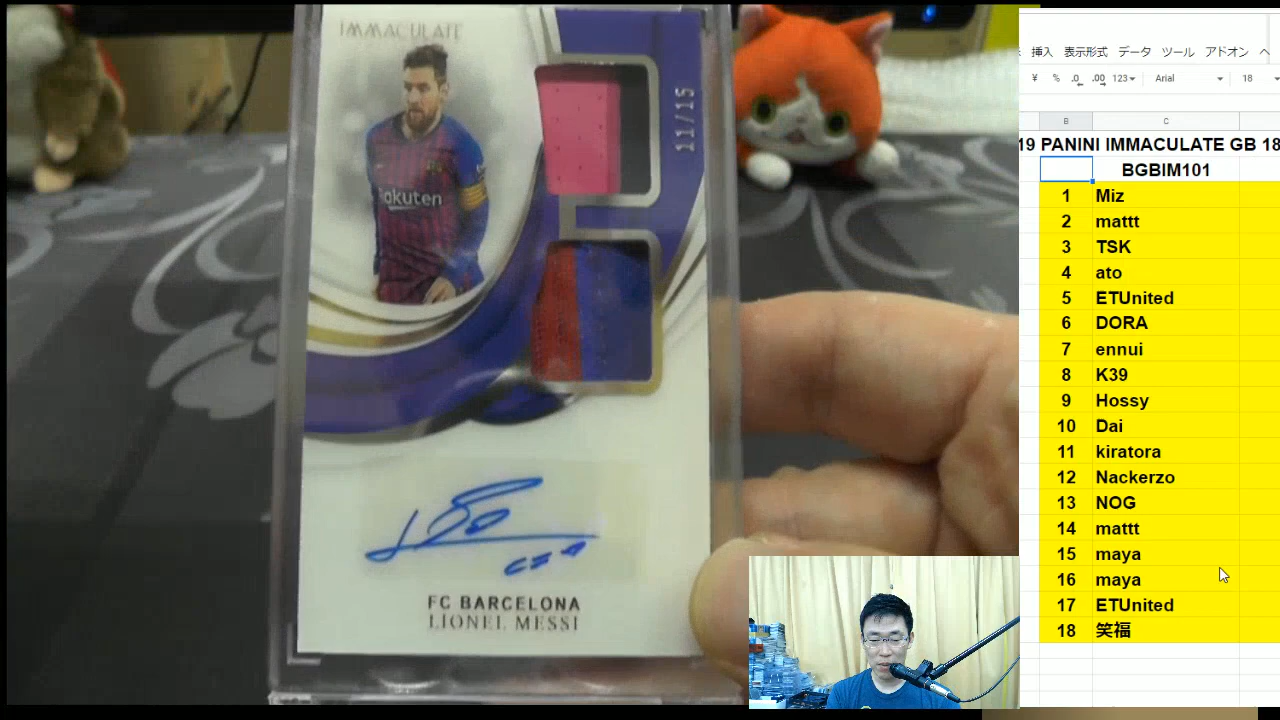 IMMACULATE
11/15
Rakuten
FC BARCELONA
LIONEL MESSI
挿入 表示形式 データ ツール アドオン
¥ % .0 .00 123 Arial 18
B C
19 PANINI IMMACULATE GB 18
BGBIM101
1 Miz
2 mattt
3 TSK
4 ato
5 ETUnited
6 DORA
7 ennui
8 K39
9 Hossy
10 Dai
11 kiratora
12 Nackerzo
13 NOG
14 mattt
15 maya
16 maya
17 ETUnited
18 笑福